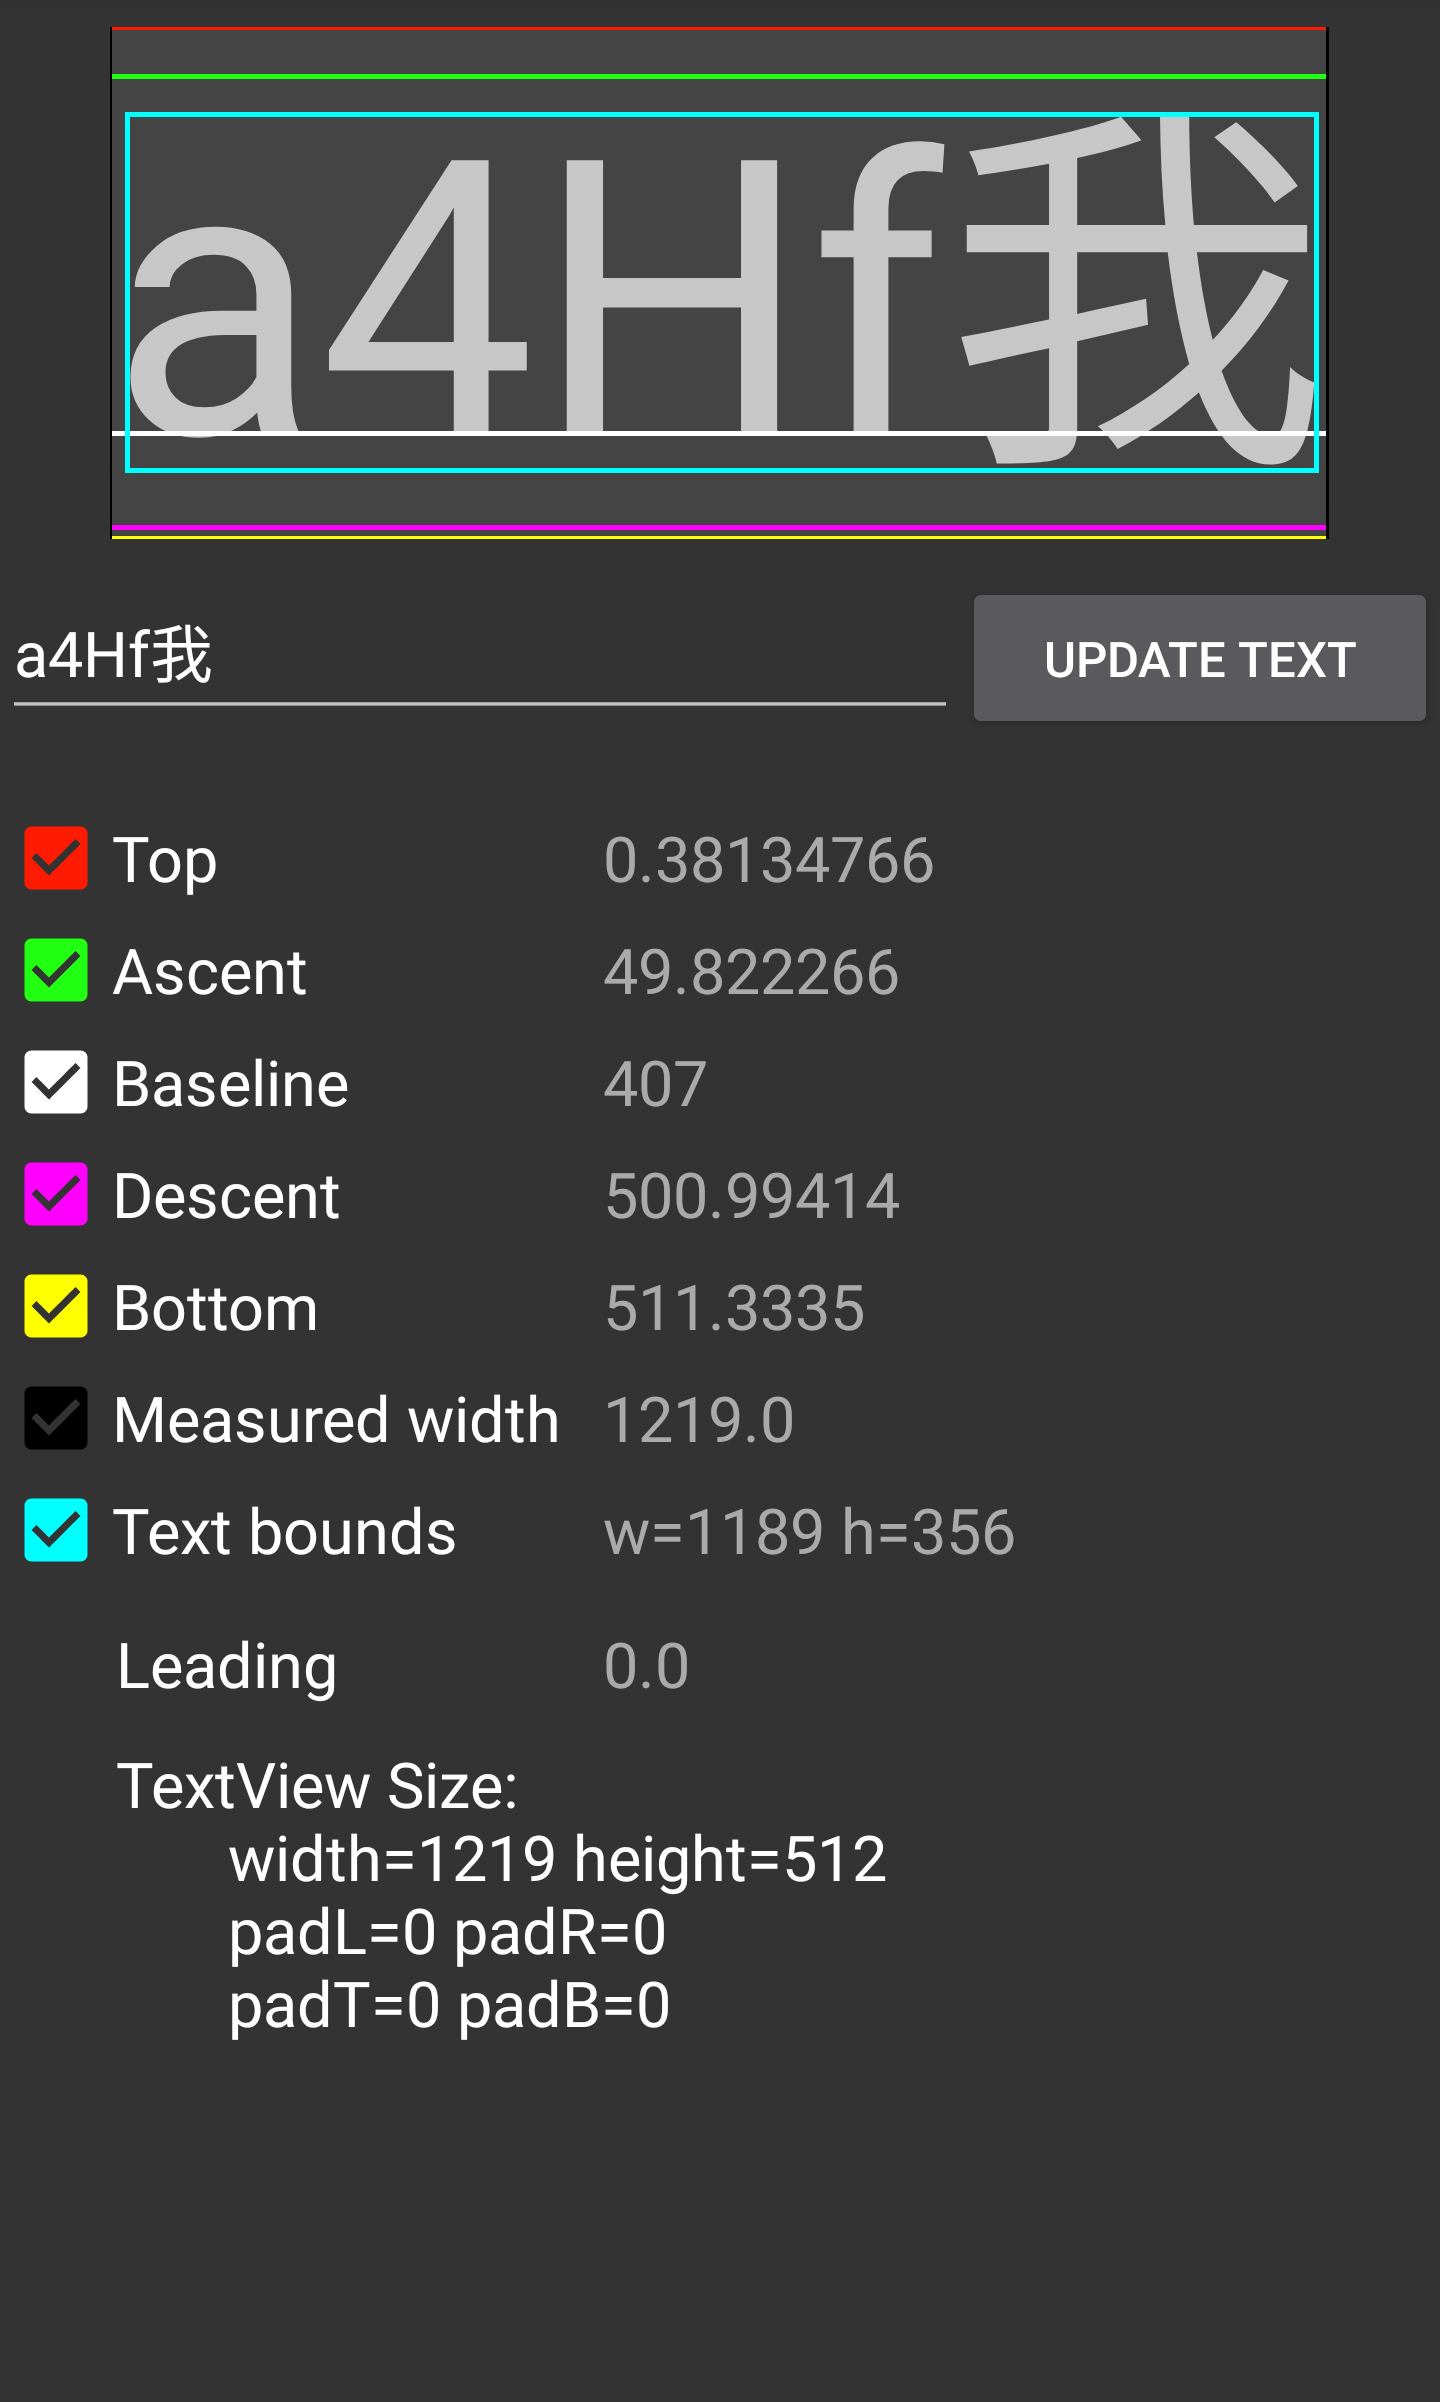 a4Hf我
a4Hf我 UPDATE TEXT
Top 0.38134766
Ascent 49.822266
Baseline 407
Descent 500.99414
Bottom 511.3335
Measured width 1219.0
Text bounds w=1189 h=356
Leading 0.0
TextView Size:
width=1219 height=512
padL=0 padR=0
padT=0 padB=0